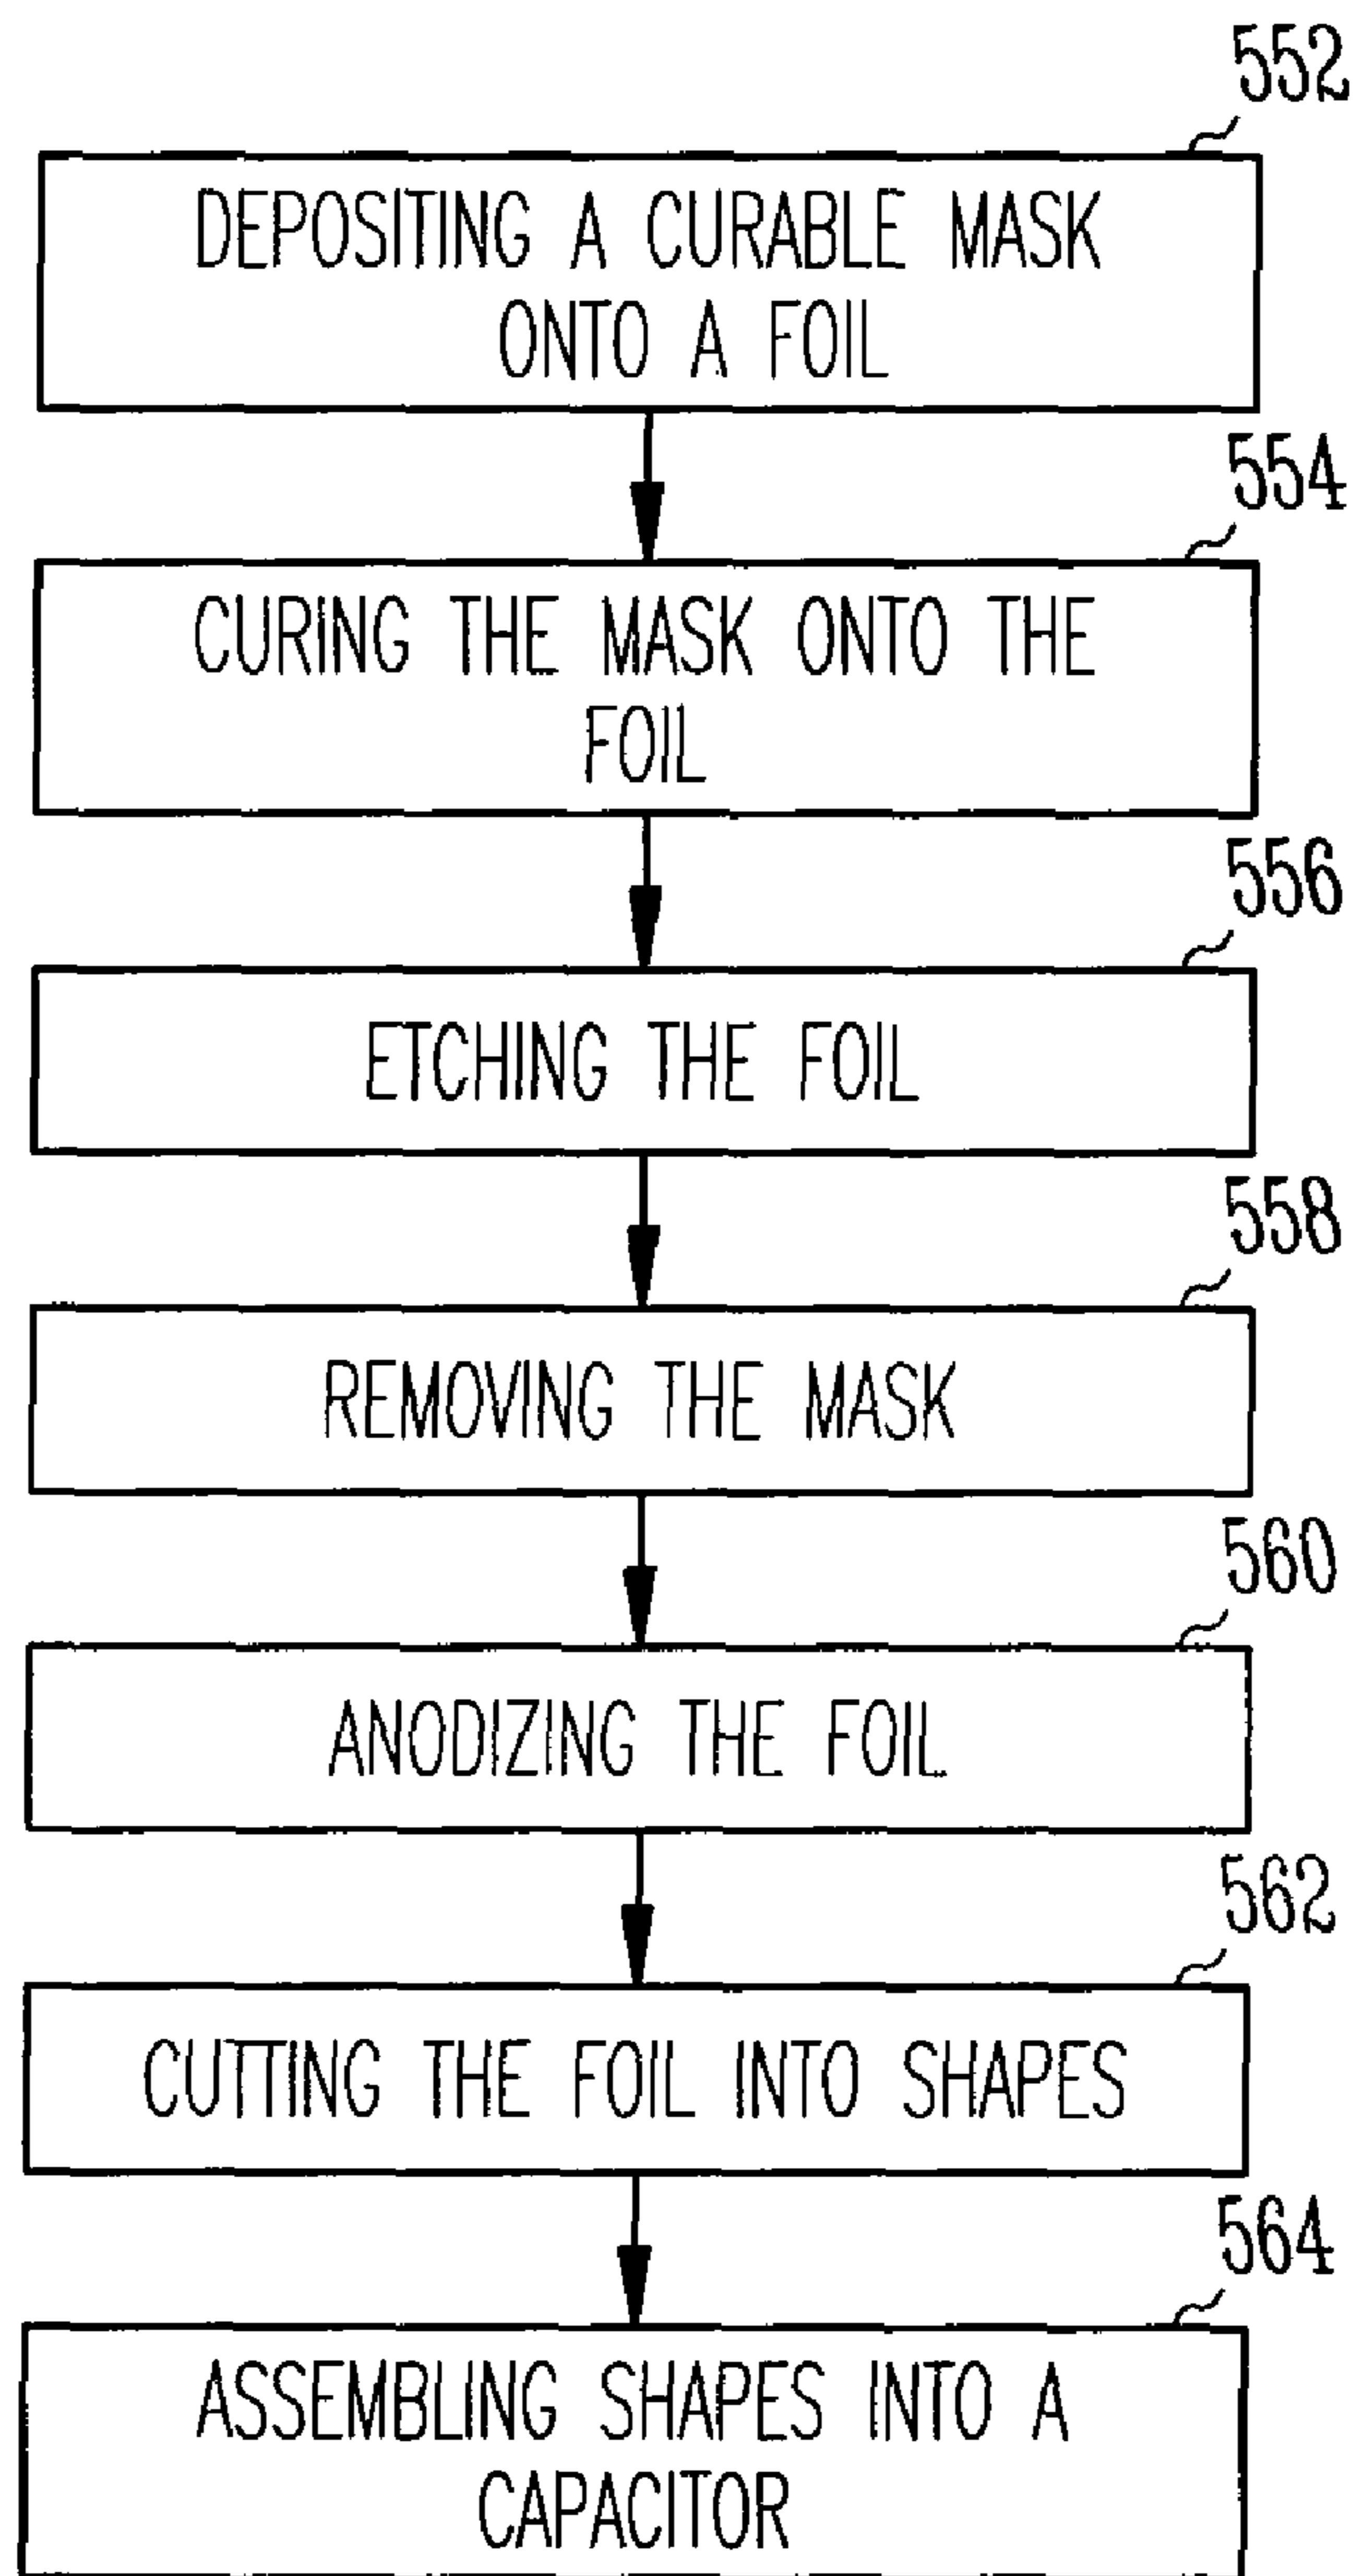 552
DEPOSITING A CURABLE MASK
ONTO A FOIL
554
CURING THE MASK ONTO THE
FOIL
556
ETCHING THE FOIL
558
REMOVING THE MASK
560
ANODIZING THE FOIL
562
CUTTING THE FOIL INTO SHAPES
564
ASSEMBLING SHAPES INTO A
CAPACITOR